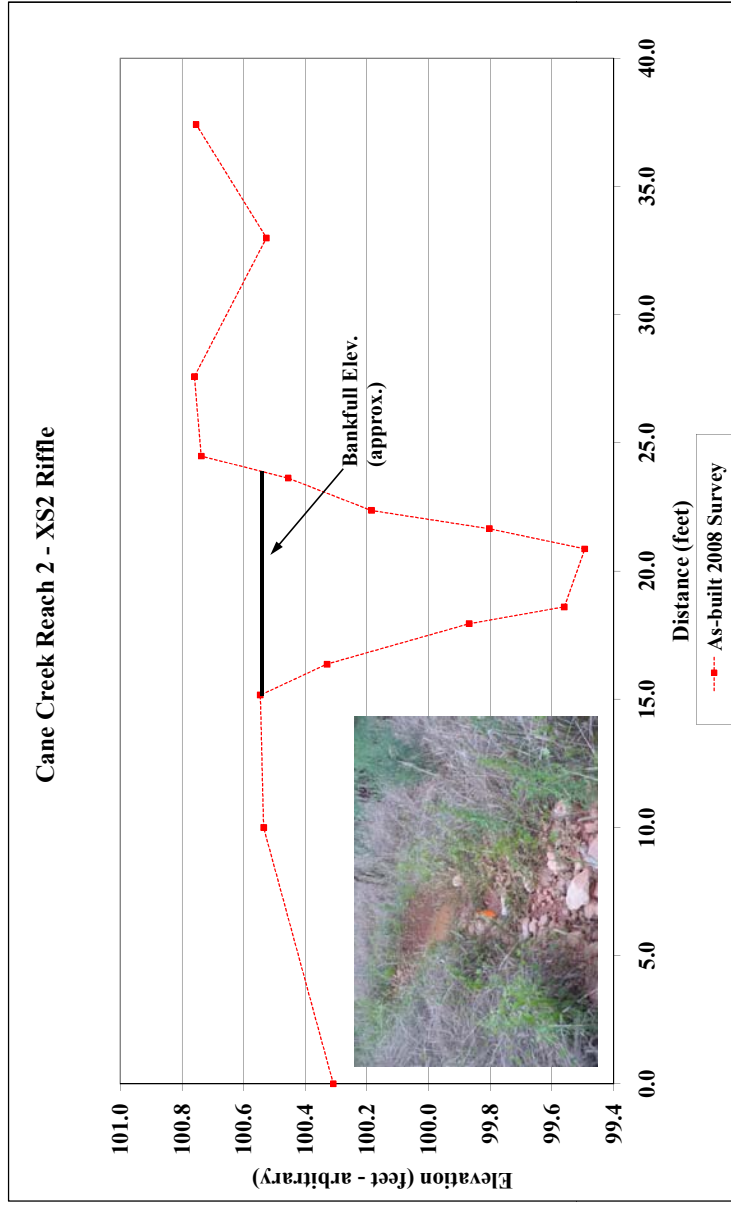 Cane Creek Reach 2 - XS2 Riffle
Elevation (feet - arbitrary)
101.0
100.8
100.6
100.4
100.2
100.0
99.8
99.6
99.4
Bankfull Elev.
(approx.)
0.0 5.0 10.0 15.0 20.0 25.0 30.0 35.0 40.0
Distance (feet)
As-built 2008 Survey